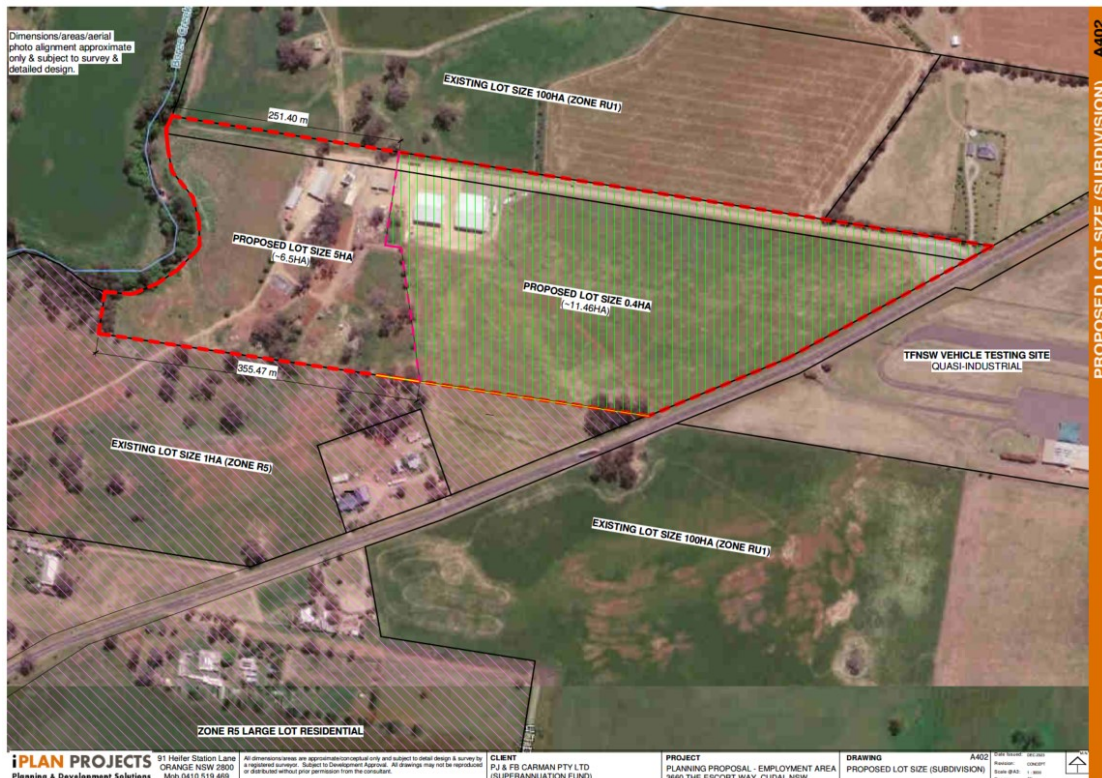 Dimensions/areas/aerial
photo alignment approximate
only & subject to survey &
detailed design.
EXISTING LOT SIZE 100HA (ZONE RU1)
251.40 m
PROPOSED LOT SIZE 5HA
(~6.5HA)
PROPOSED LOT SIZE 0.4HA
(~11.46HA)
TFNSW VEHICLE TESTING SITE
QUASI-INDUSTRIAL
355.47 m
EXISTING LOT SIZE 1HA (ZONE R5)
EXISTING LOT SIZE 100HA (ZONE RU1)
ZONE R5 LARGE LOT RESIDENTIAL
PROPOSED LOT SIZE (SUBDIVISION) A402
iPLAN PROJECTS
Planning & Development Solutions
91 Heifer Station Lane
ORANGE NSW 2800
Mob 0410 519 469
All dimensions/areas are approximate/conceptual only and subject to detail design & survey by
a registered surveyor. Subject to Development Approval. All drawings may not be reproduced
or distributed without prior permission from the consultant.
CLIENT
PJ & FB CARMAN PTY LTD
(SUPERANNUATION FUND)
PROJECT
PLANNING PROPOSAL - EMPLOYMENT AREA
THE ESCORT WAY, CUDAL NSW
DRAWING A402
PROPOSED LOT SIZE (SUBDIVISION)
Date Issued:
Revision: CONCEPT